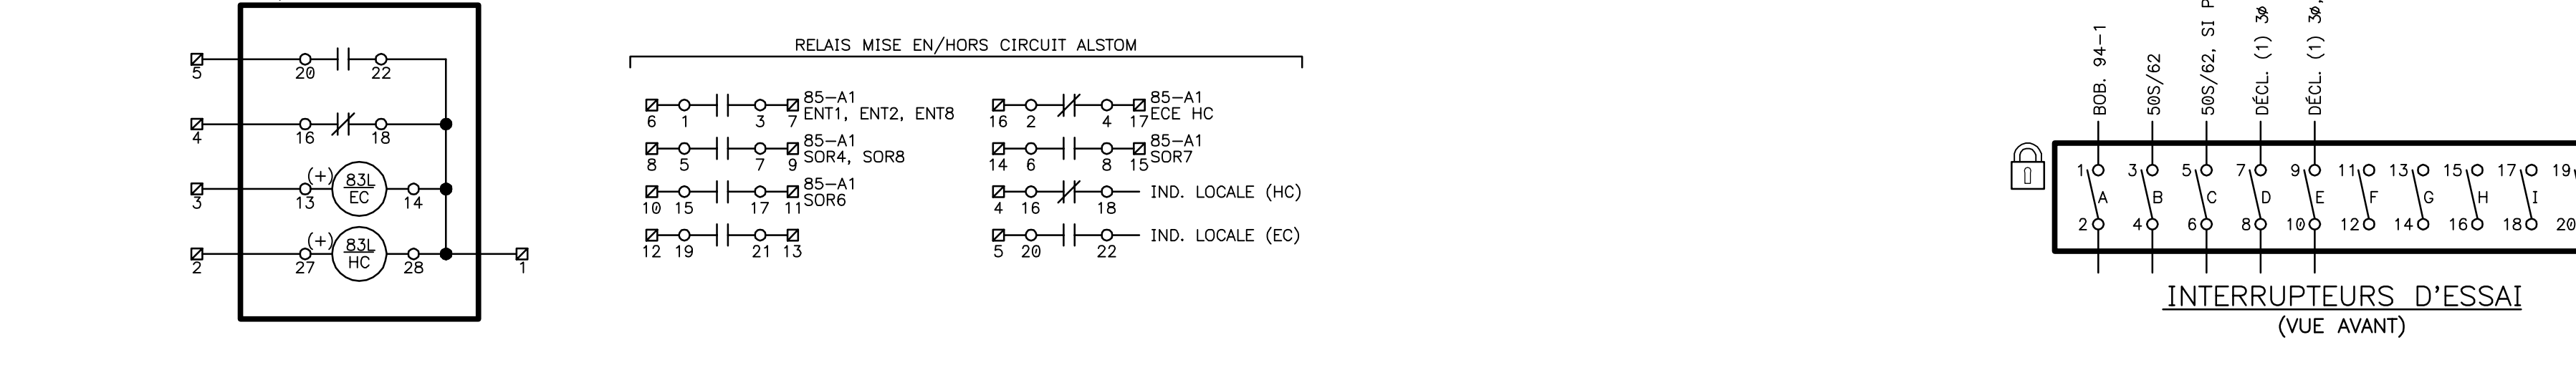 5 20 22
4 16 18
3 (+) 13 83L EC 14
2 (+) 27 83L HC 28 1
RELAIS MISE EN/HORS CIRCUIT ALSTOM
6 1 3 7 85-A1
ENT1, ENT2, ENT8
8 5 7 9 85-A1
SOR4, SOR8
10 15 17 11 85-A1
SOR6
12 19 21 13
16 2 4 17 85-A1
ECE HC
14 6 8 15 85-A1
SOR7
4 16 18 IND. LOCALE (HC)
5 20 22 IND. LOCALE (EC)
BOB. 94-1
50S/62
50S/62, SI P
DÉCL. (1) 3Ø
DÉCL. (1) 3Ø,
1 3 5 7 9 11 13 15 17 19
A B C D E F G H I
2 4 6 8 10 12 14 16 18 20
INTERRUPTEURS D'ESSAI
(VUE AVANT)